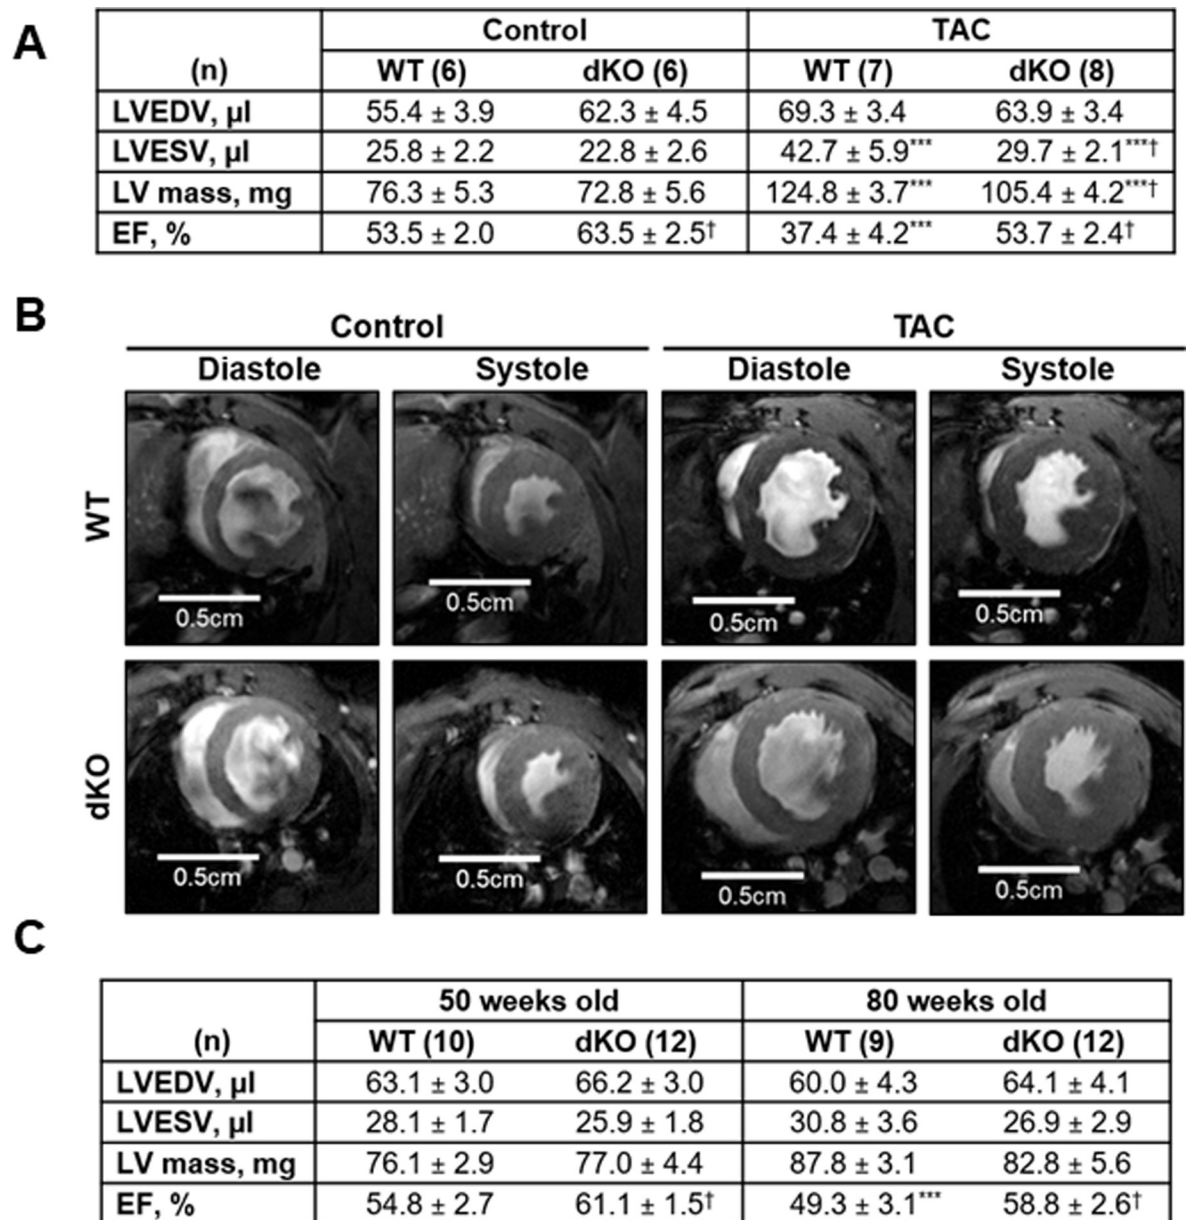 A
Control TAC
(n) WT (6) dKO (6) WT (7) dKO (8)
LVEDV, µl 55.4 ± 3.9 62.3 ± 4.5 69.3 ± 3.4 63.9 ± 3.4
LVESV, µl 25.8 ± 2.2 22.8 ± 2.6 42.7 ± 5.9*** 29.7 ± 2.1***†
LV mass, mg 76.3 ± 5.3 72.8 ± 5.6 124.8 ± 3.7*** 105.4 ± 4.2***†
EF, % 53.5 ± 2.0 63.5 ± 2.5† 37.4 ± 4.2*** 53.7 ± 2.4†
B
Control TAC
Diastole Systole Diastole Systole
WT
0.5cm 0.5cm 0.5cm 0.5cm
dKO
0.5cm 0.5cm 0.5cm 0.5cm
C
50 weeks old 80 weeks old
(n) WT (10) dKO (12) WT (9) dKO (12)
LVEDV, µl 63.1 ± 3.0 66.2 ± 3.0 60.0 ± 4.3 64.1 ± 4.1
LVESV, µl 28.1 ± 1.7 25.9 ± 1.8 30.8 ± 3.6 26.9 ± 2.9
LV mass, mg 76.1 ± 2.9 77.0 ± 4.4 87.8 ± 3.1 82.8 ± 5.6
EF, % 54.8 ± 2.7 61.1 ± 1.5† 49.3 ± 3.1*** 58.8 ± 2.6†